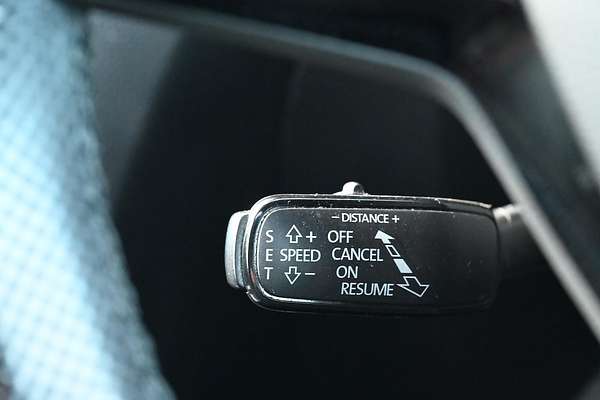 - DISTANCE +
S + OFF
E SPEED CANCEL
T - ON
RESUME